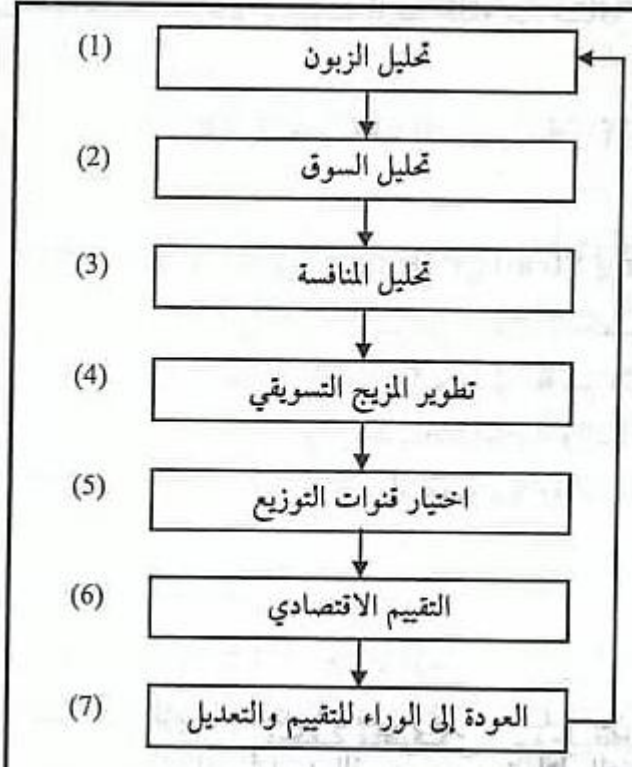 (1) تحليل الزبون
(2) تحليل السوق
(3) تحليل المنافسة
(4) تطوير المزيج التسويقي
(5) اختيار قنوات التوزيع
(6) التقييم الاقتصادي
(7) العودة إلى الوراء للتقييم والتعديل